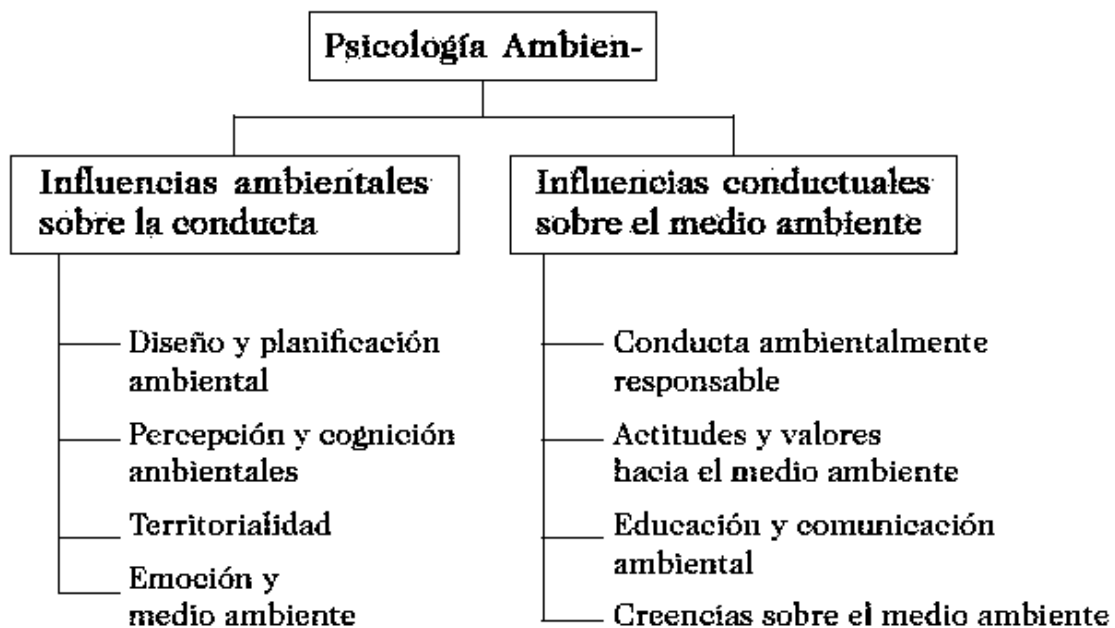 Psicología Ambien-
Influencias ambientales
sobre la conducta
Diseño y planificación
ambiental
Percepción y cognición
ambientales
Territorialidad
Emoción y
medio ambiente
Influencias conductuales
sobre el medio ambiente
Conducta ambientalmente
responsable
Actitudes y valores
hacia el medio ambiente
Educación y comunicación
ambiental
Creencias sobre el medio ambiente